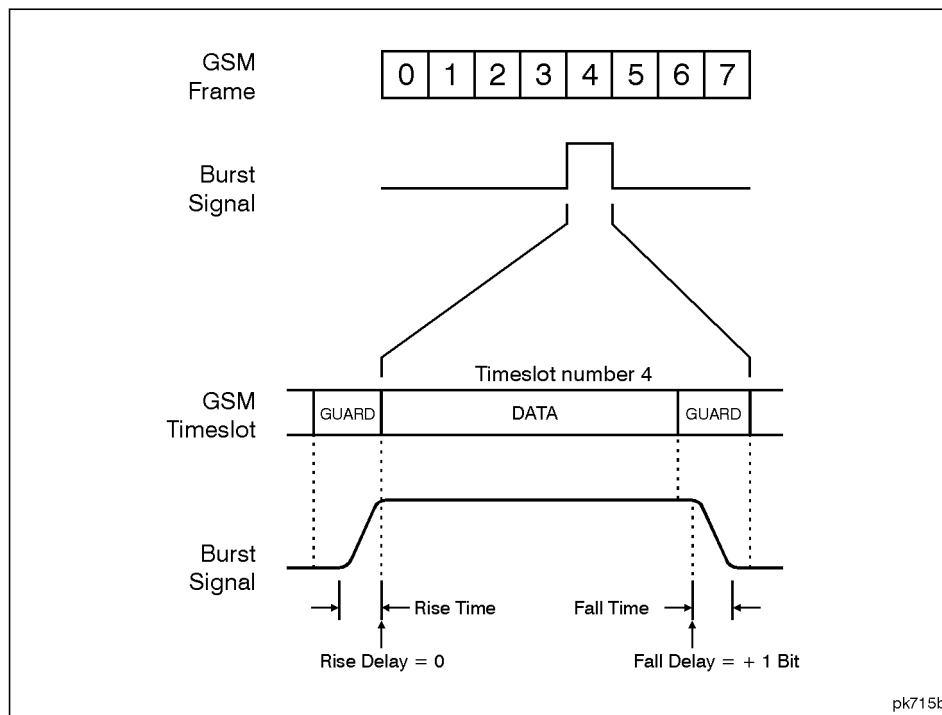 GSM
Frame
0 1 2 3 4 5 6 7
Burst
Signal
Timeslot number 4
GSM
Timeslot
GUARD DATA GUARD
Burst
Signal
Rise Time Fall Time
Rise Delay = 0 Fall Delay = + 1 Bit
pk715b